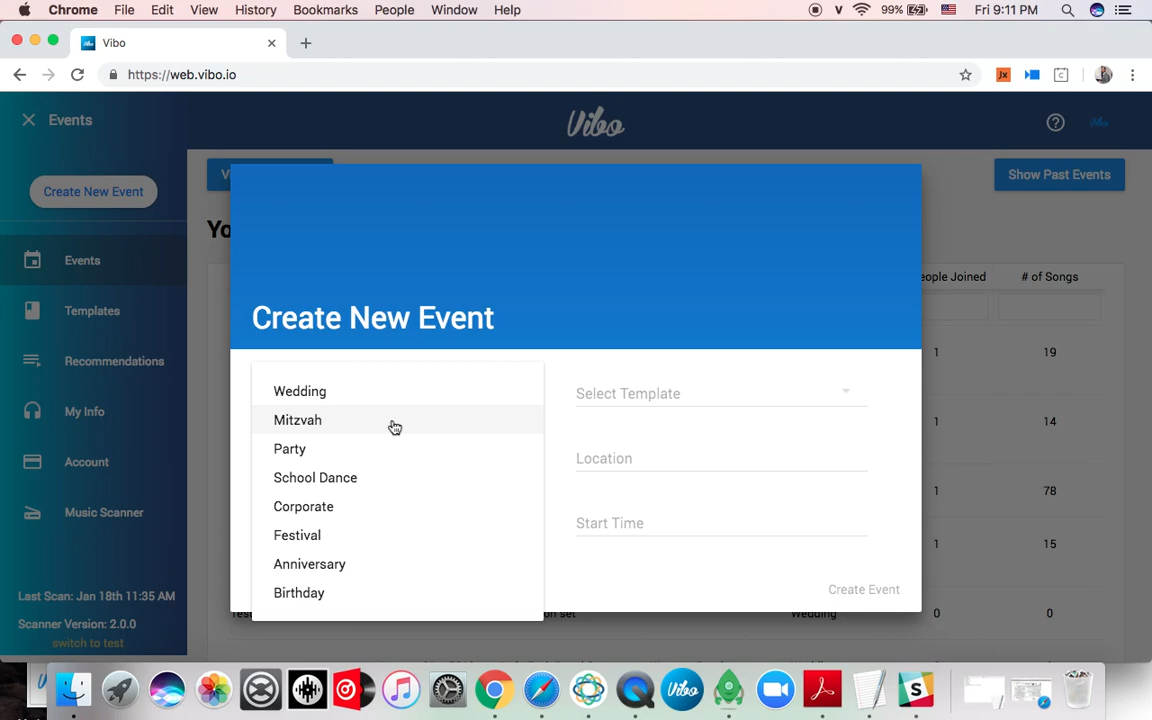 Chrome File Edit View History Bookmarks People Window Help V 99% Fri 9:11 PM
Vibo
https://web.vibo.io Jx C
Events Vibo ? Vibo
Create New Event V Show Past Events
Yo
Events eople Joined # of Songs
Templates Create New Event
Recommendations 1 19
My Info Wedding Select Template
Mitzvah 1 14
Account Party Location
Music Scanner School Dance 1 78
Corporate Start Time
Festival 1 15
Anniversary
Last Scan: Jan 18th 11:35 AM Birthday Create Event
Scanner Version: 2.0.0 Wedding 0 0
switch to test
Vibo S